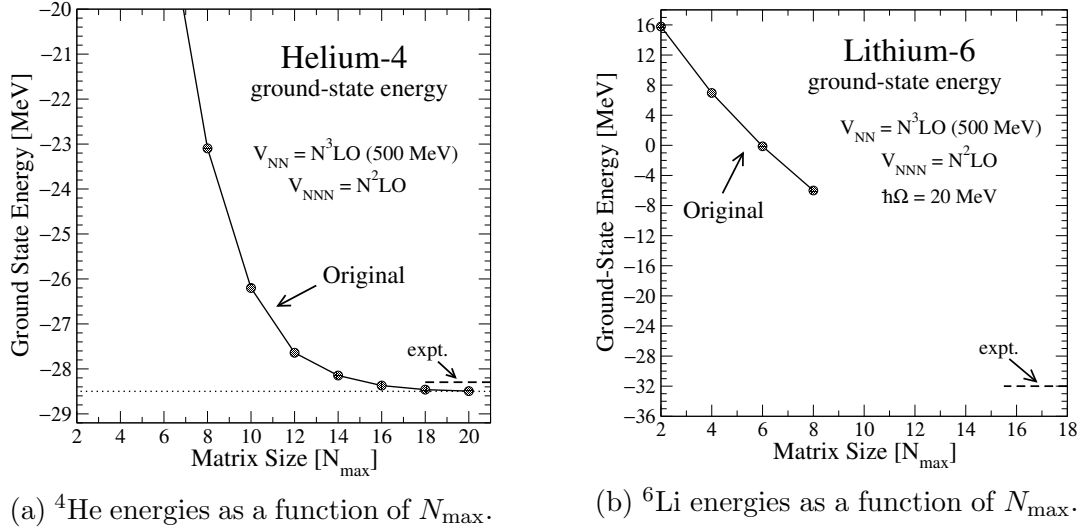 −20
−21
−22
−23
−24
−25
−26
−27
−28
−29
Ground State Energy [MeV]
Helium-4
ground-state energy
V_NN = N³LO (500 MeV)
V_NNN = N²LO
Original
expt.
2 4 6 8 10 12 14 16 18 20
Matrix Size [N_max]
(a) ⁴He energies as a function of N_max.
16
12
8
4
0
−4
−8
−12
−16
−20
−24
−28
−32
−36
Ground-State Energy [MeV]
Lithium-6
ground-state energy
V_NN = N³LO (500 MeV)
V_NNN = N²LO
ħΩ = 20 MeV
Original
expt.
2 4 6 8 10 12 14 16 18
Matrix Size [N_max]
(b) ⁶Li energies as a function of N_max.